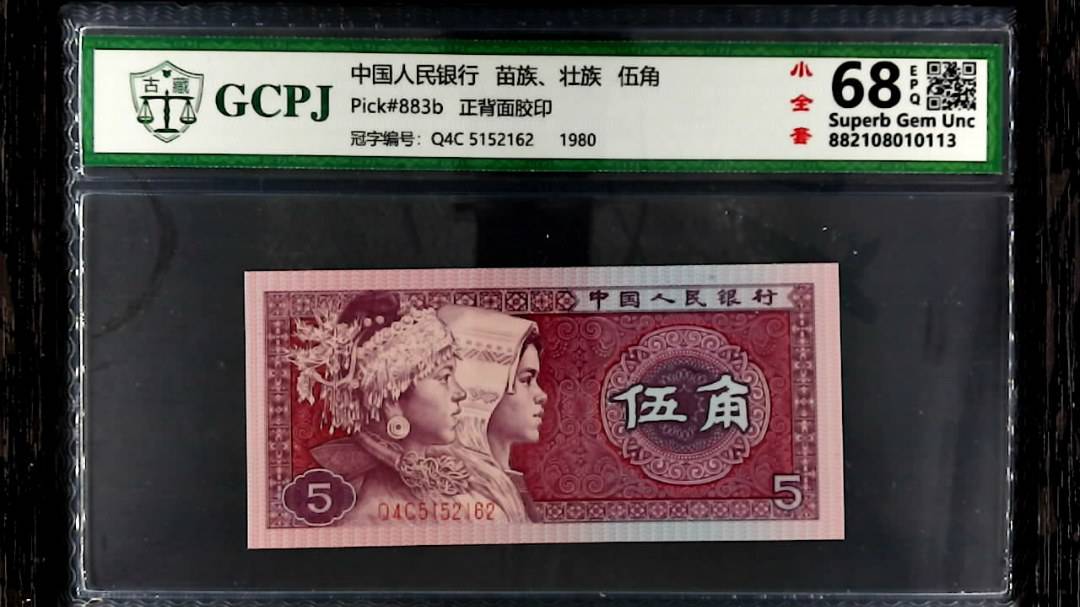 古 藏
GCPJ
中国人民银行 苗族、壮族 伍角
Pick#883b 正背面胶印
冠字编号: Q4C 5152162 1980
小全套
68
EPQ
Superb Gem Unc
882108010113
中国人民银行
伍角
5
Q4C5152162
5